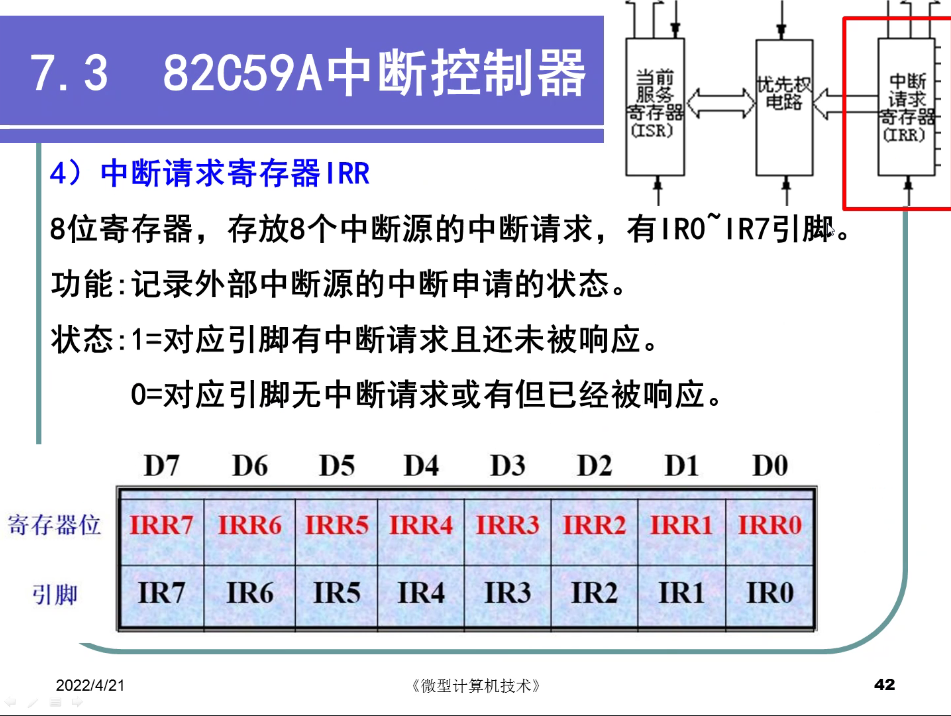 7.3 82C59A中断控制器
当前
服务
寄存器
(ISR)
优先权
电路
中断
请求
寄存器
(IRR)
4）中断请求寄存器IRR
8位寄存器，存放8个中断源的中断请求，有IR0~IR7引脚。
功能:记录外部中断源的中断申请的状态。
状态:1=对应引脚有中断请求且还未被响应。
0=对应引脚无中断请求或有但已经被响应。
D7 D6 D5 D4 D3 D2 D1 D0
寄存器位 IRR7 IRR6 IRR5 IRR4 IRR3 IRR2 IRR1 IRR0
引脚 IR7 IR6 IR5 IR4 IR3 IR2 IR1 IR0
2022/4/21 《微型计算机技术》 42